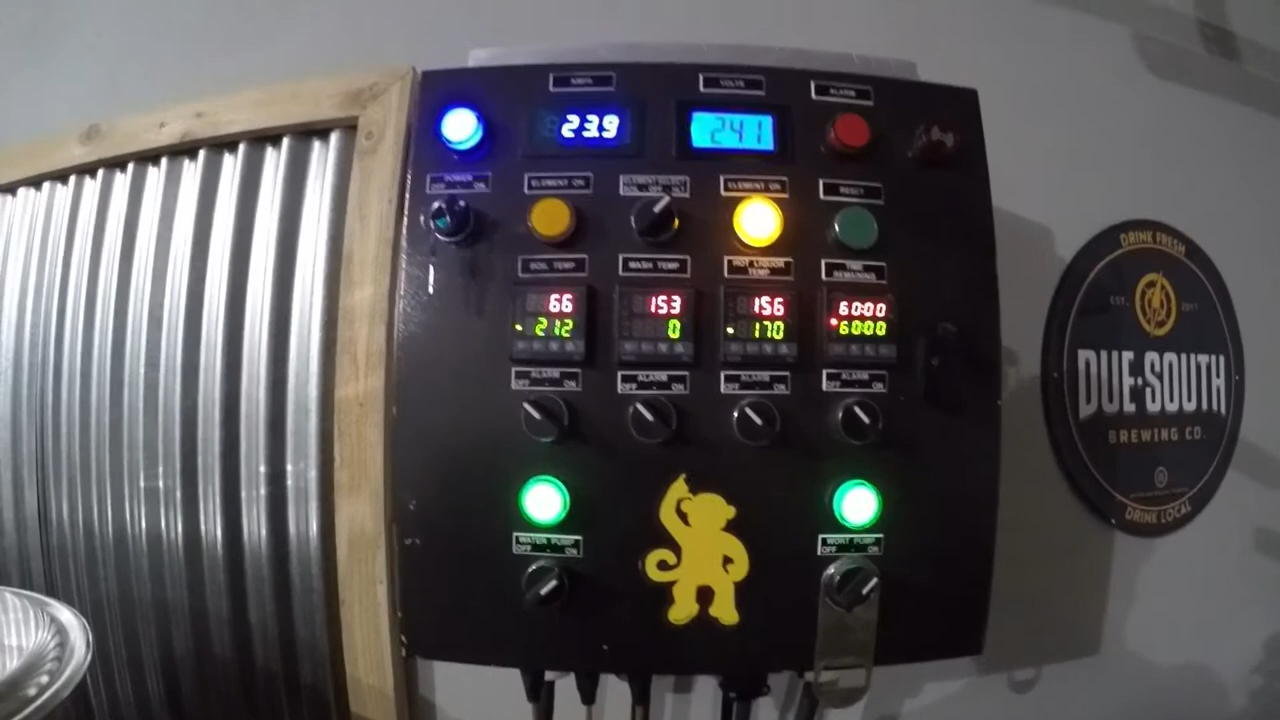 AMPS
VOLTS
ALARM
23.9
241
POWER
OFF - ON
ELEMENT ON
ELEMENT SELECT
BOIL - OFF - HLT
ELEMENT ON
RESET
BOIL TEMP
MASH TEMP
HOT LIQUOR
TEMP
TIME
REMAINING
66
212
153
0
156
170
60:00
60:00
ALARM
OFF - ON
ALARM
OFF - ON
ALARM
OFF - ON
ALARM
OFF - ON
WATER PUMP
OFF - ON
WORT PUMP
OFF - ON
DRINK FRESH
EST. 2011
DUE·SOUTH
BREWING CO.
DRINK LOCAL